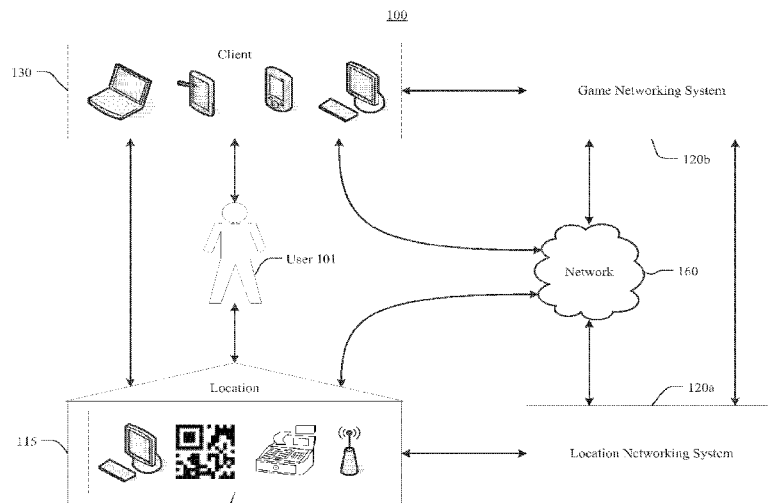 100
Client
130
Game Networking System
120b
User 101
Network
160
Location
120a
115
Location Networking System